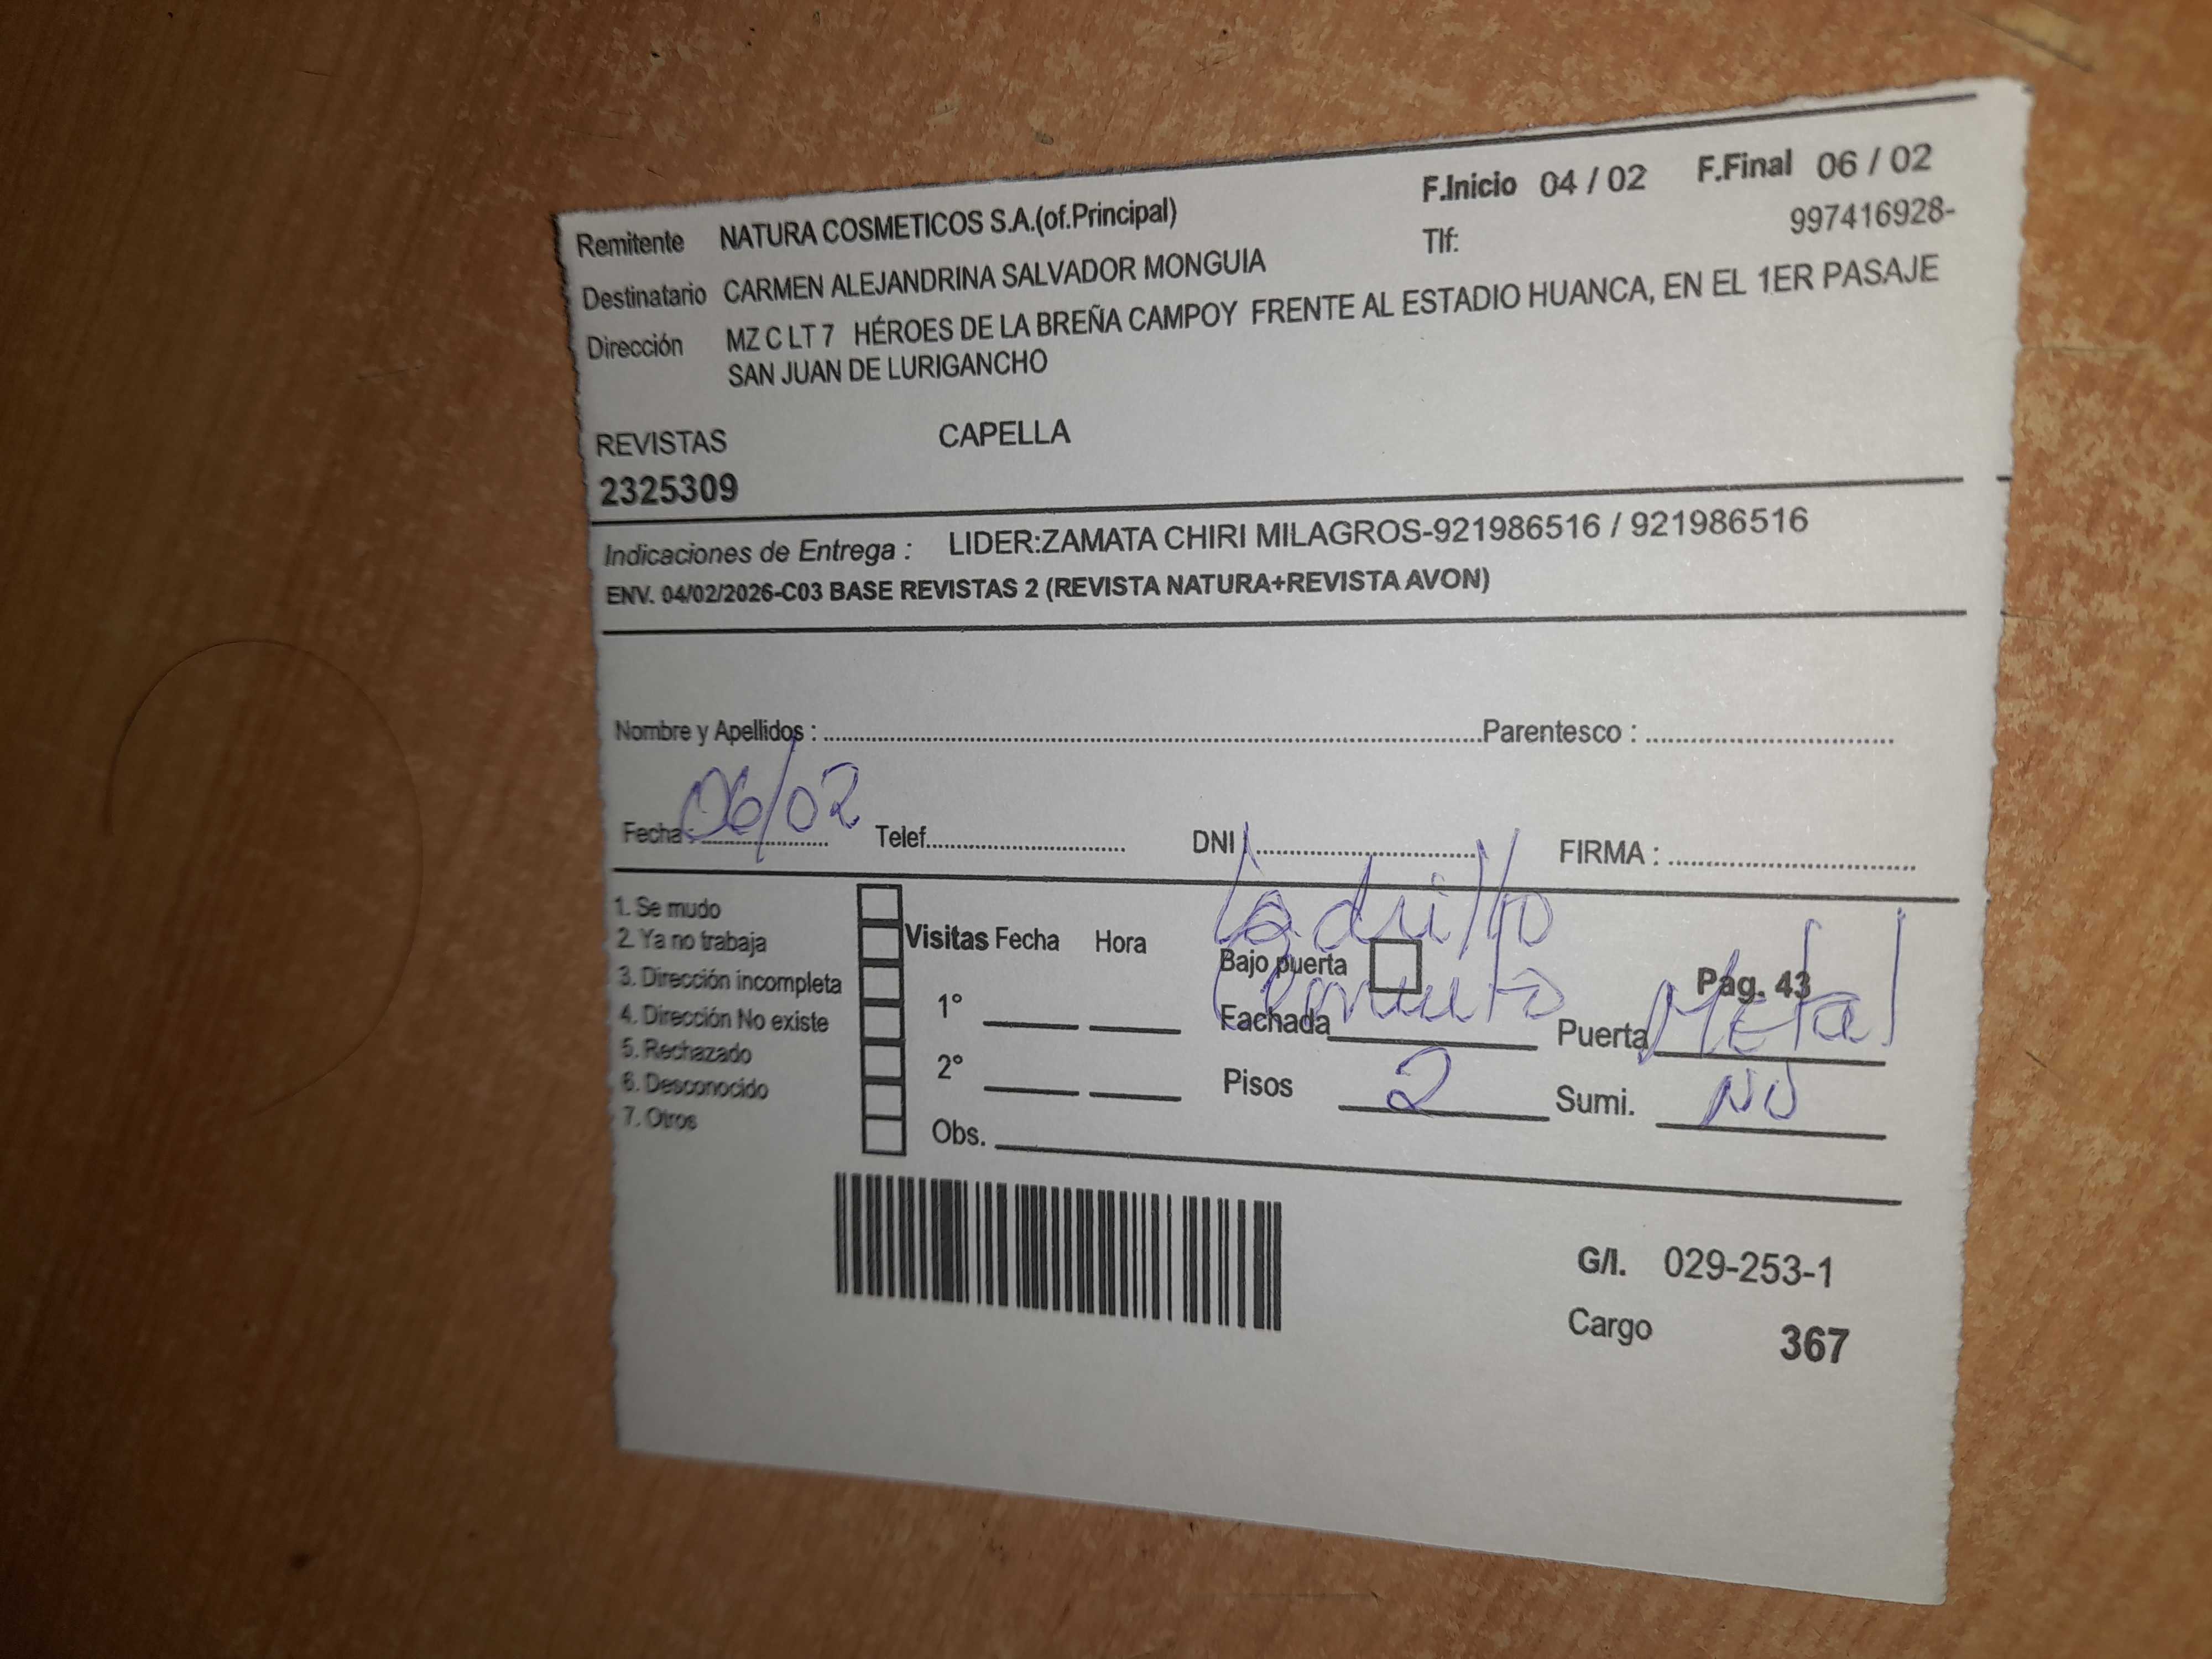 F.Inicio 04 / 02 F.Final 06 / 02
Remitente NATURA COSMETICOS S.A.(of.Principal) Tlf: 997416928-
Destinatario CARMEN ALEJANDRINA SALVADOR MONGUIA
Dirección MZ C LT 7 HÉROES DE LA BREÑA CAMPOY FRENTE AL ESTADIO HUANCA, EN EL 1ER PASAJE
SAN JUAN DE LURIGANCHO
REVISTAS CAPELLA
2325309
Indicaciones de Entrega : LIDER:ZAMATA CHIRI MILAGROS-921986516 / 921986516
ENV. 04/02/2026-C03 BASE REVISTAS 2 (REVISTA NATURA+REVISTA AVON)
Nombre y Apellidos : Parentesco :
Fecha : 06/02 Telef. DNI : FIRMA :
1. Se mudo
2. Ya no trabaja
3. Dirección incompleta
4. Dirección No existe
5. Rechazado
6. Desconocido
7. Otros
Visitas Fecha Hora
1°
2°
Obs.
Ladrillo
Bajo puerta Pág. 43
Fachada Cemento Puerta Metal
Pisos 2 Sumi. NO
G/I. 029-253-1
Cargo 367